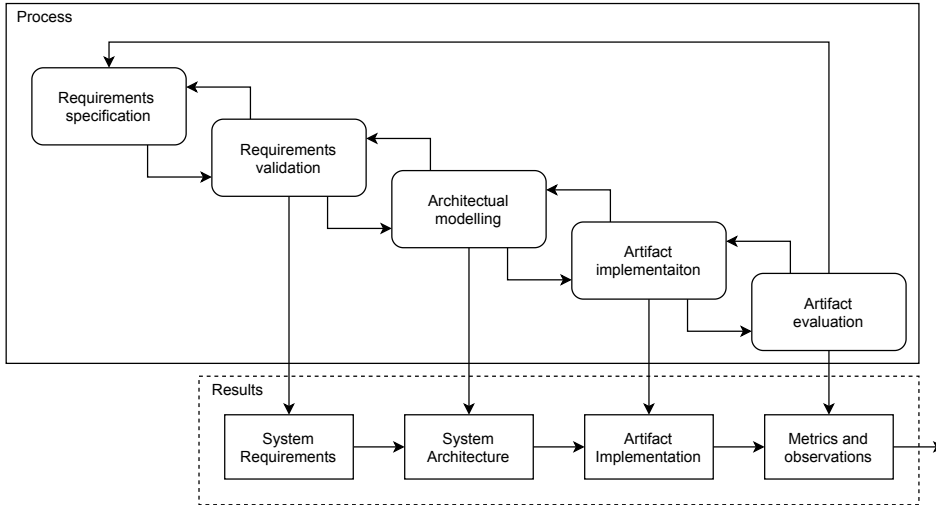 Process
Requirements
specification
Requirements
validation
Architectual
modelling
Artifact
implementaiton
Artifact
evaluation
Results
System
Requirements
System
Architecture
Artifact
Implementation
Metrics and
observations